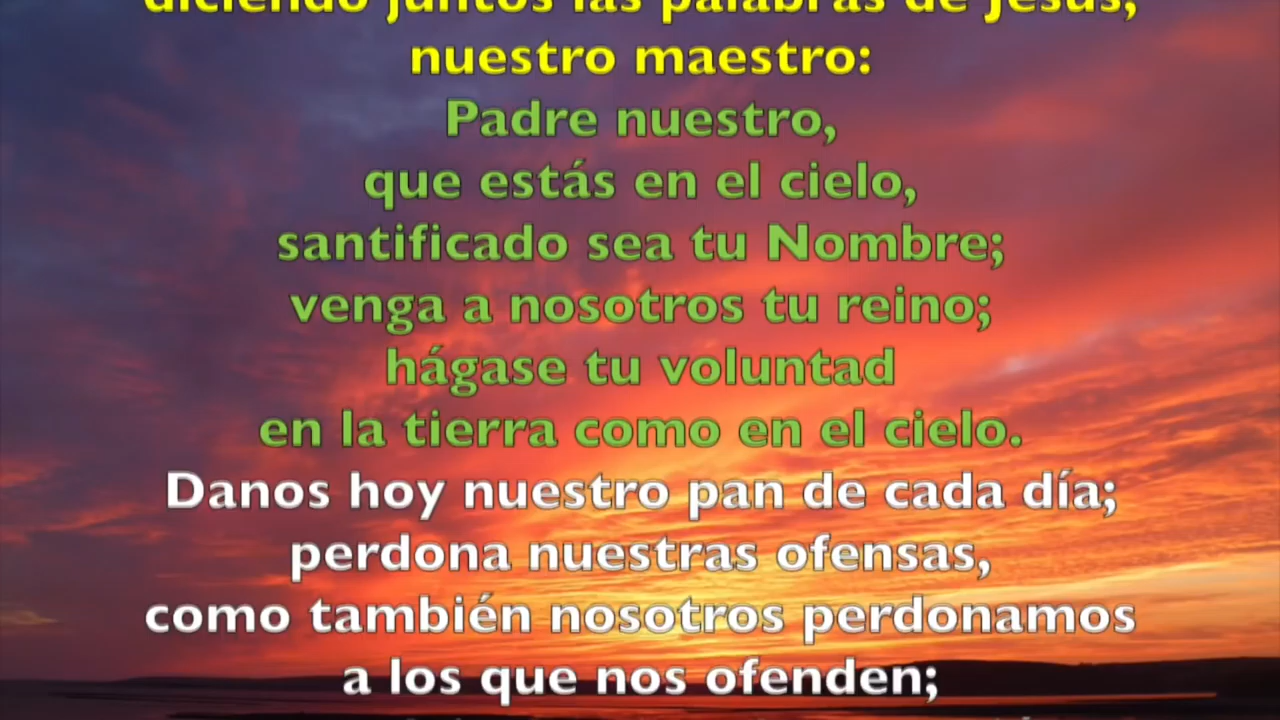 diciendo juntos las palabras de Jesús,
nuestro maestro:
Padre nuestro,
que estás en el cielo,
santificado sea tu Nombre;
venga a nosotros tu reino;
hágase tu voluntad
en la tierra como en el cielo.
Danos hoy nuestro pan de cada día;
perdona nuestras ofensas,
como también nosotros perdonamos
a los que nos ofenden;